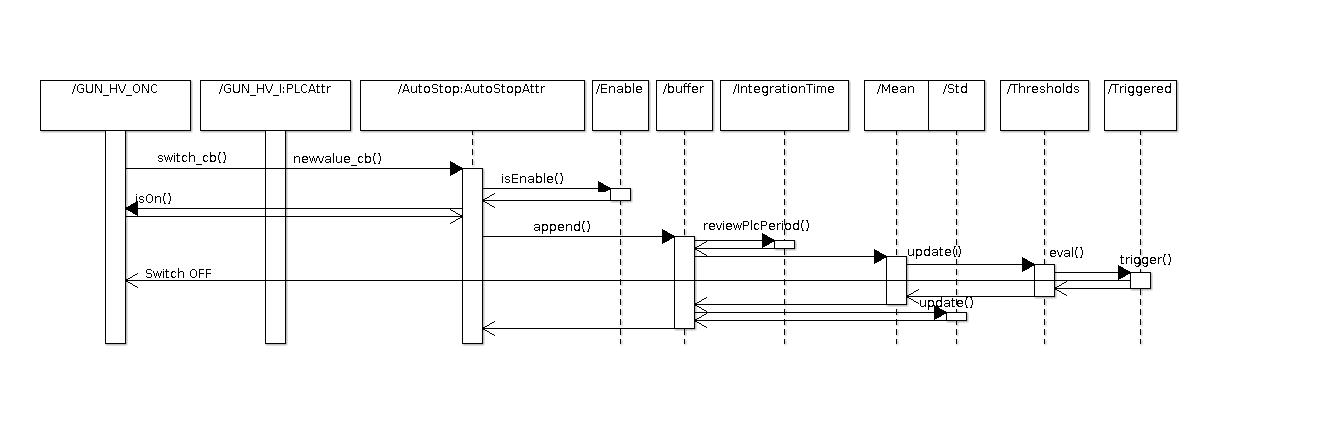 /GUN_HV_ONC
/GUN_HV_I:PLCAttr
/AutoStop:AutoStopAttr
/Enable
/buffer
/IntegrationTime
/Mean
/Std
/Thresholds
/Triggered
switch_cb()
newvalue_cb()
isEnable()
isOn()
append()
reviewPlcPeriod()
update()
eval()
trigger()
Switch OFF
update()